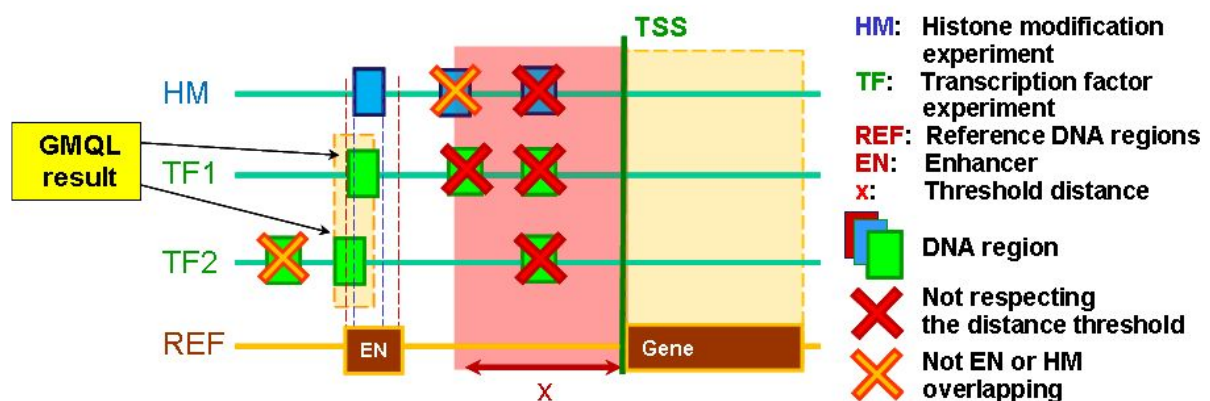 TSS
HM
GMQL
result
TF1
TF2
REF
EN
Gene
x
HM: Histone modification
experiment
TF: Transcription factor
experiment
REF: Reference DNA regions
EN: Enhancer
x: Threshold distance
DNA region
Not respecting
the distance threshold
Not EN or HM
overlapping